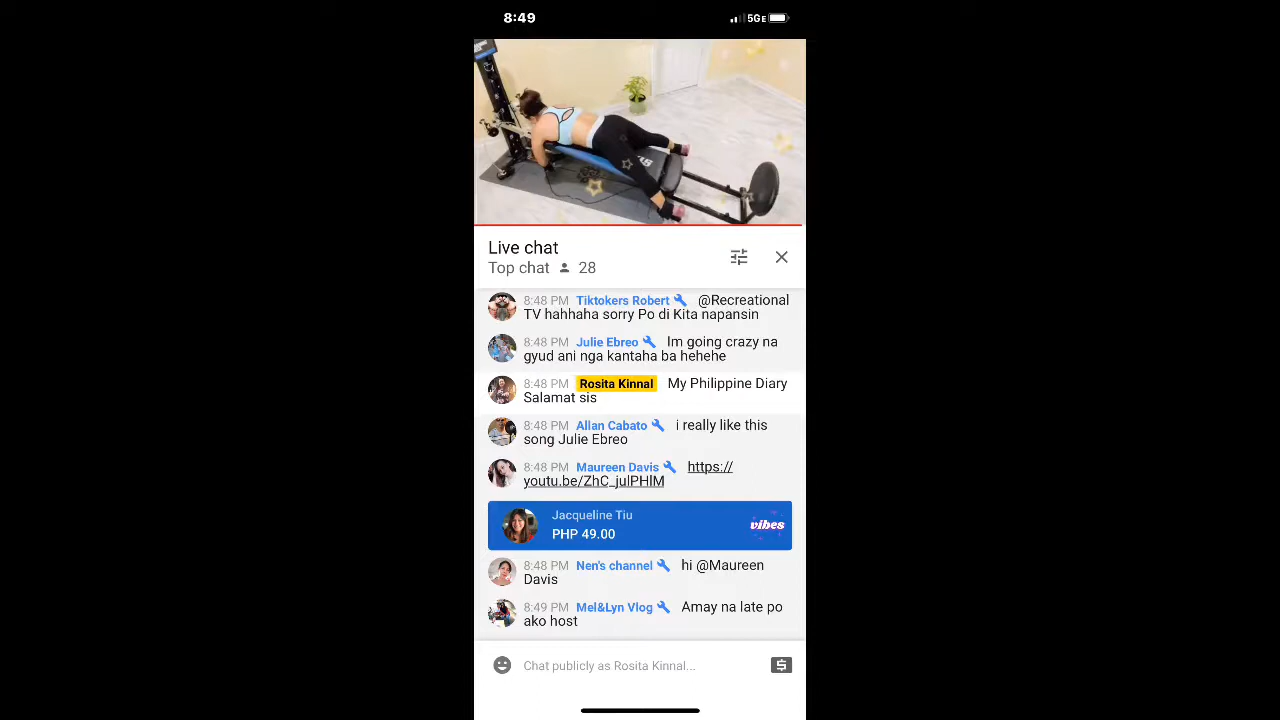 8:49
5GE
Live chat
Top chat 28
8:48 PM Tiktokers Robert @Recreational
TV hahhaha sorry Po di Kita napansin
8:48 PM Julie Ebreo Im going crazy na
gyud ani nga kantaha ba hehehe
8:48 PM Rosita Kinnal My Philippine Diary
Salamat sis
8:48 PM Allan Cabato i really like this
song Julie Ebreo
8:48 PM Maureen Davis https://
youtu.be/ZhC_julPHlM
Jacqueline Tiu
PHP 49.00
vibes
8:48 PM Nen's channel hi @Maureen
Davis
8:49 PM Mel&Lyn Vlog Amay na late po
ako host
Chat publicly as Rosita Kinnal...